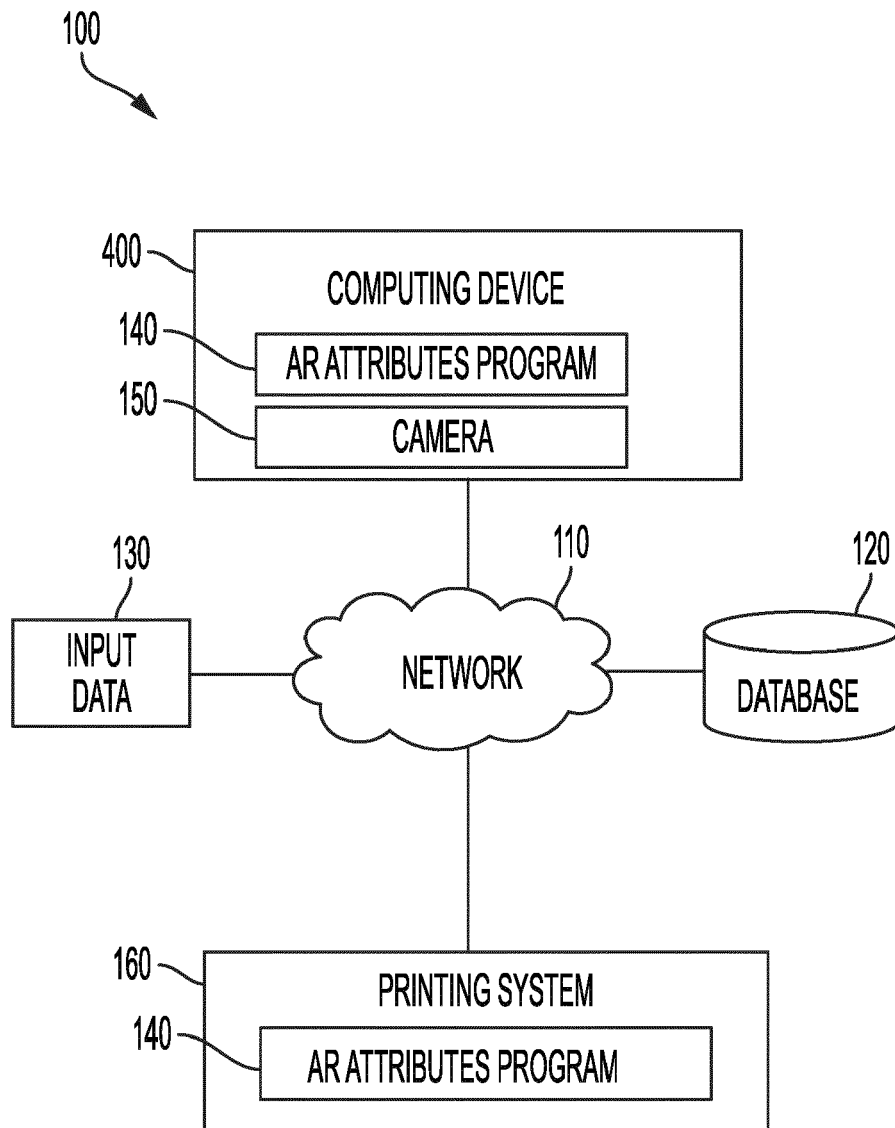 100
400
COMPUTING DEVICE
140
AR ATTRIBUTES PROGRAM
150
CAMERA
130
110
120
INPUT
DATA
NETWORK
DATABASE
160
PRINTING SYSTEM
140
AR ATTRIBUTES PROGRAM